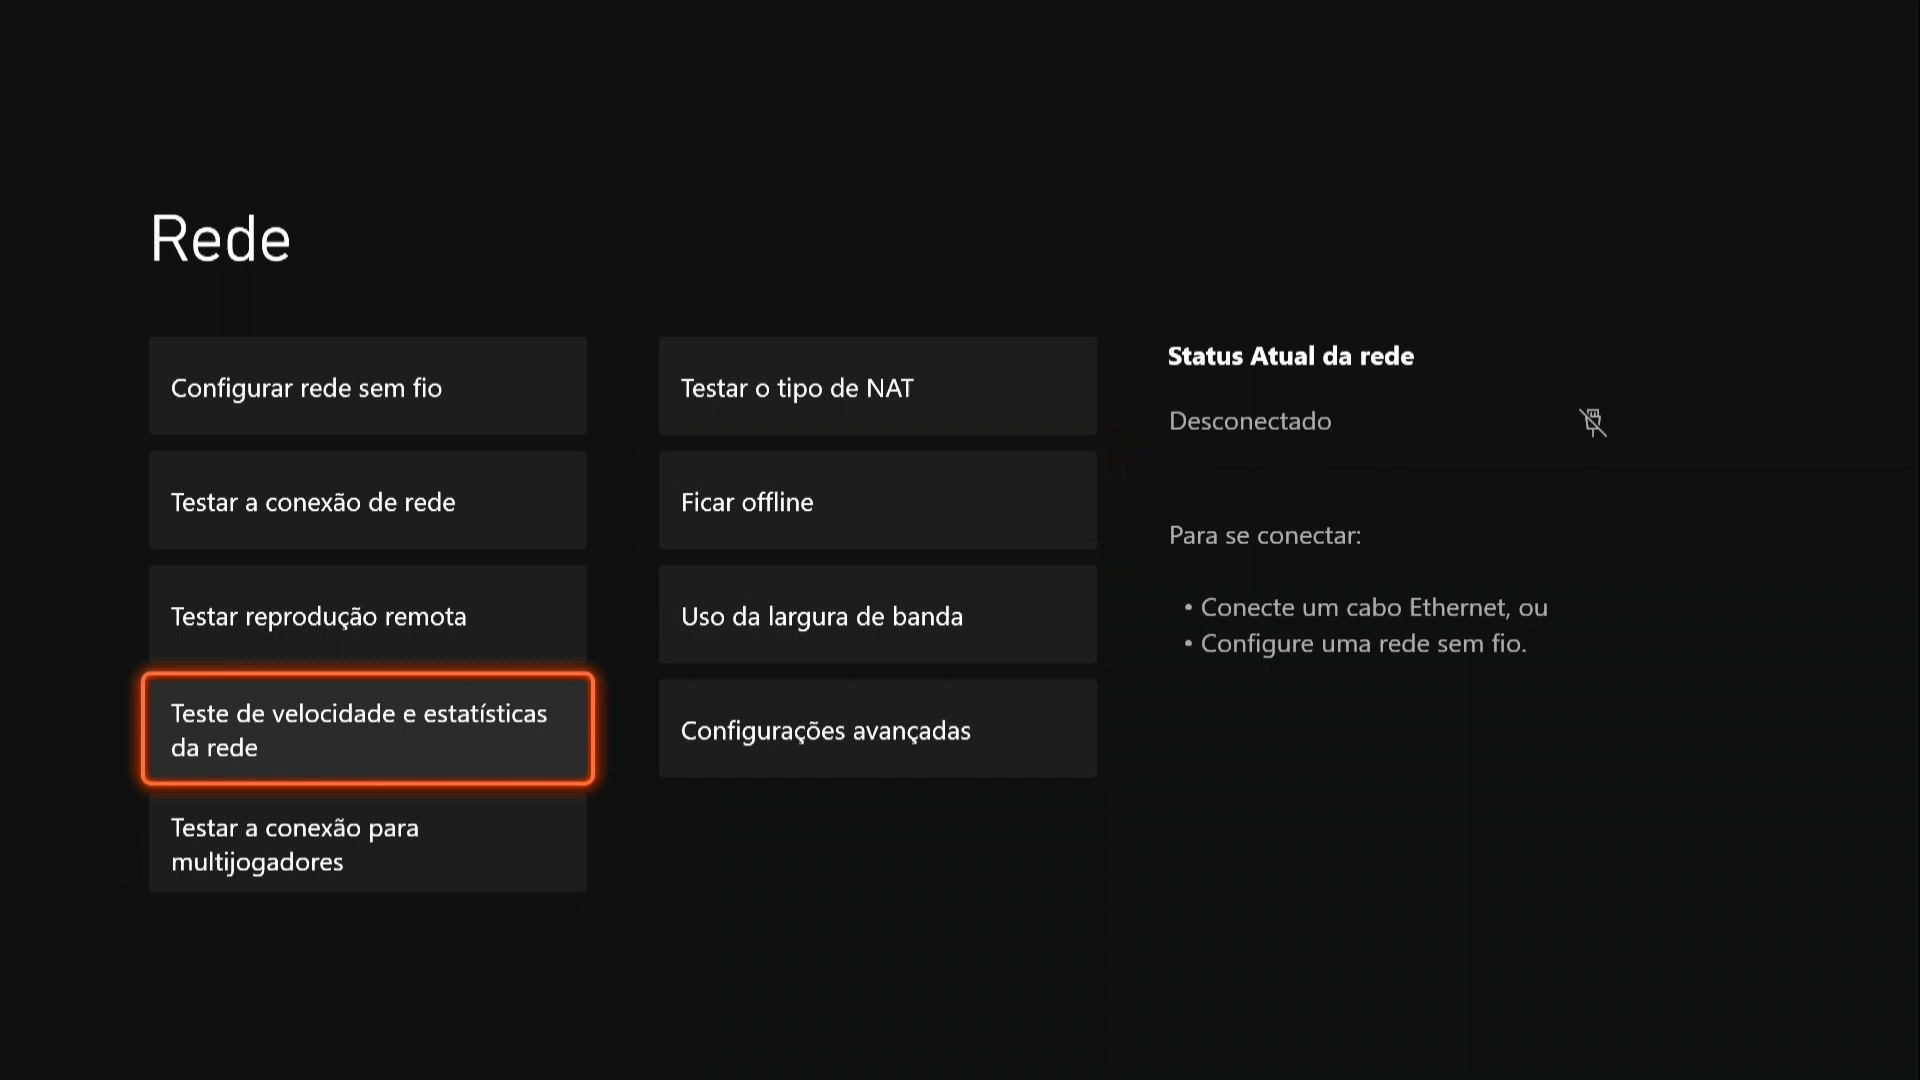 Rede
Configurar rede sem fio
Testar a conexão de rede
Testar reprodução remota
Teste de velocidade e estatísticas
da rede
Testar a conexão para
multijogadores
Testar o tipo de NAT
Ficar offline
Uso da largura de banda
Configurações avançadas
Status Atual da rede
Desconectado
Para se conectar:
• Conecte um cabo Ethernet, ou
• Configure uma rede sem fio.